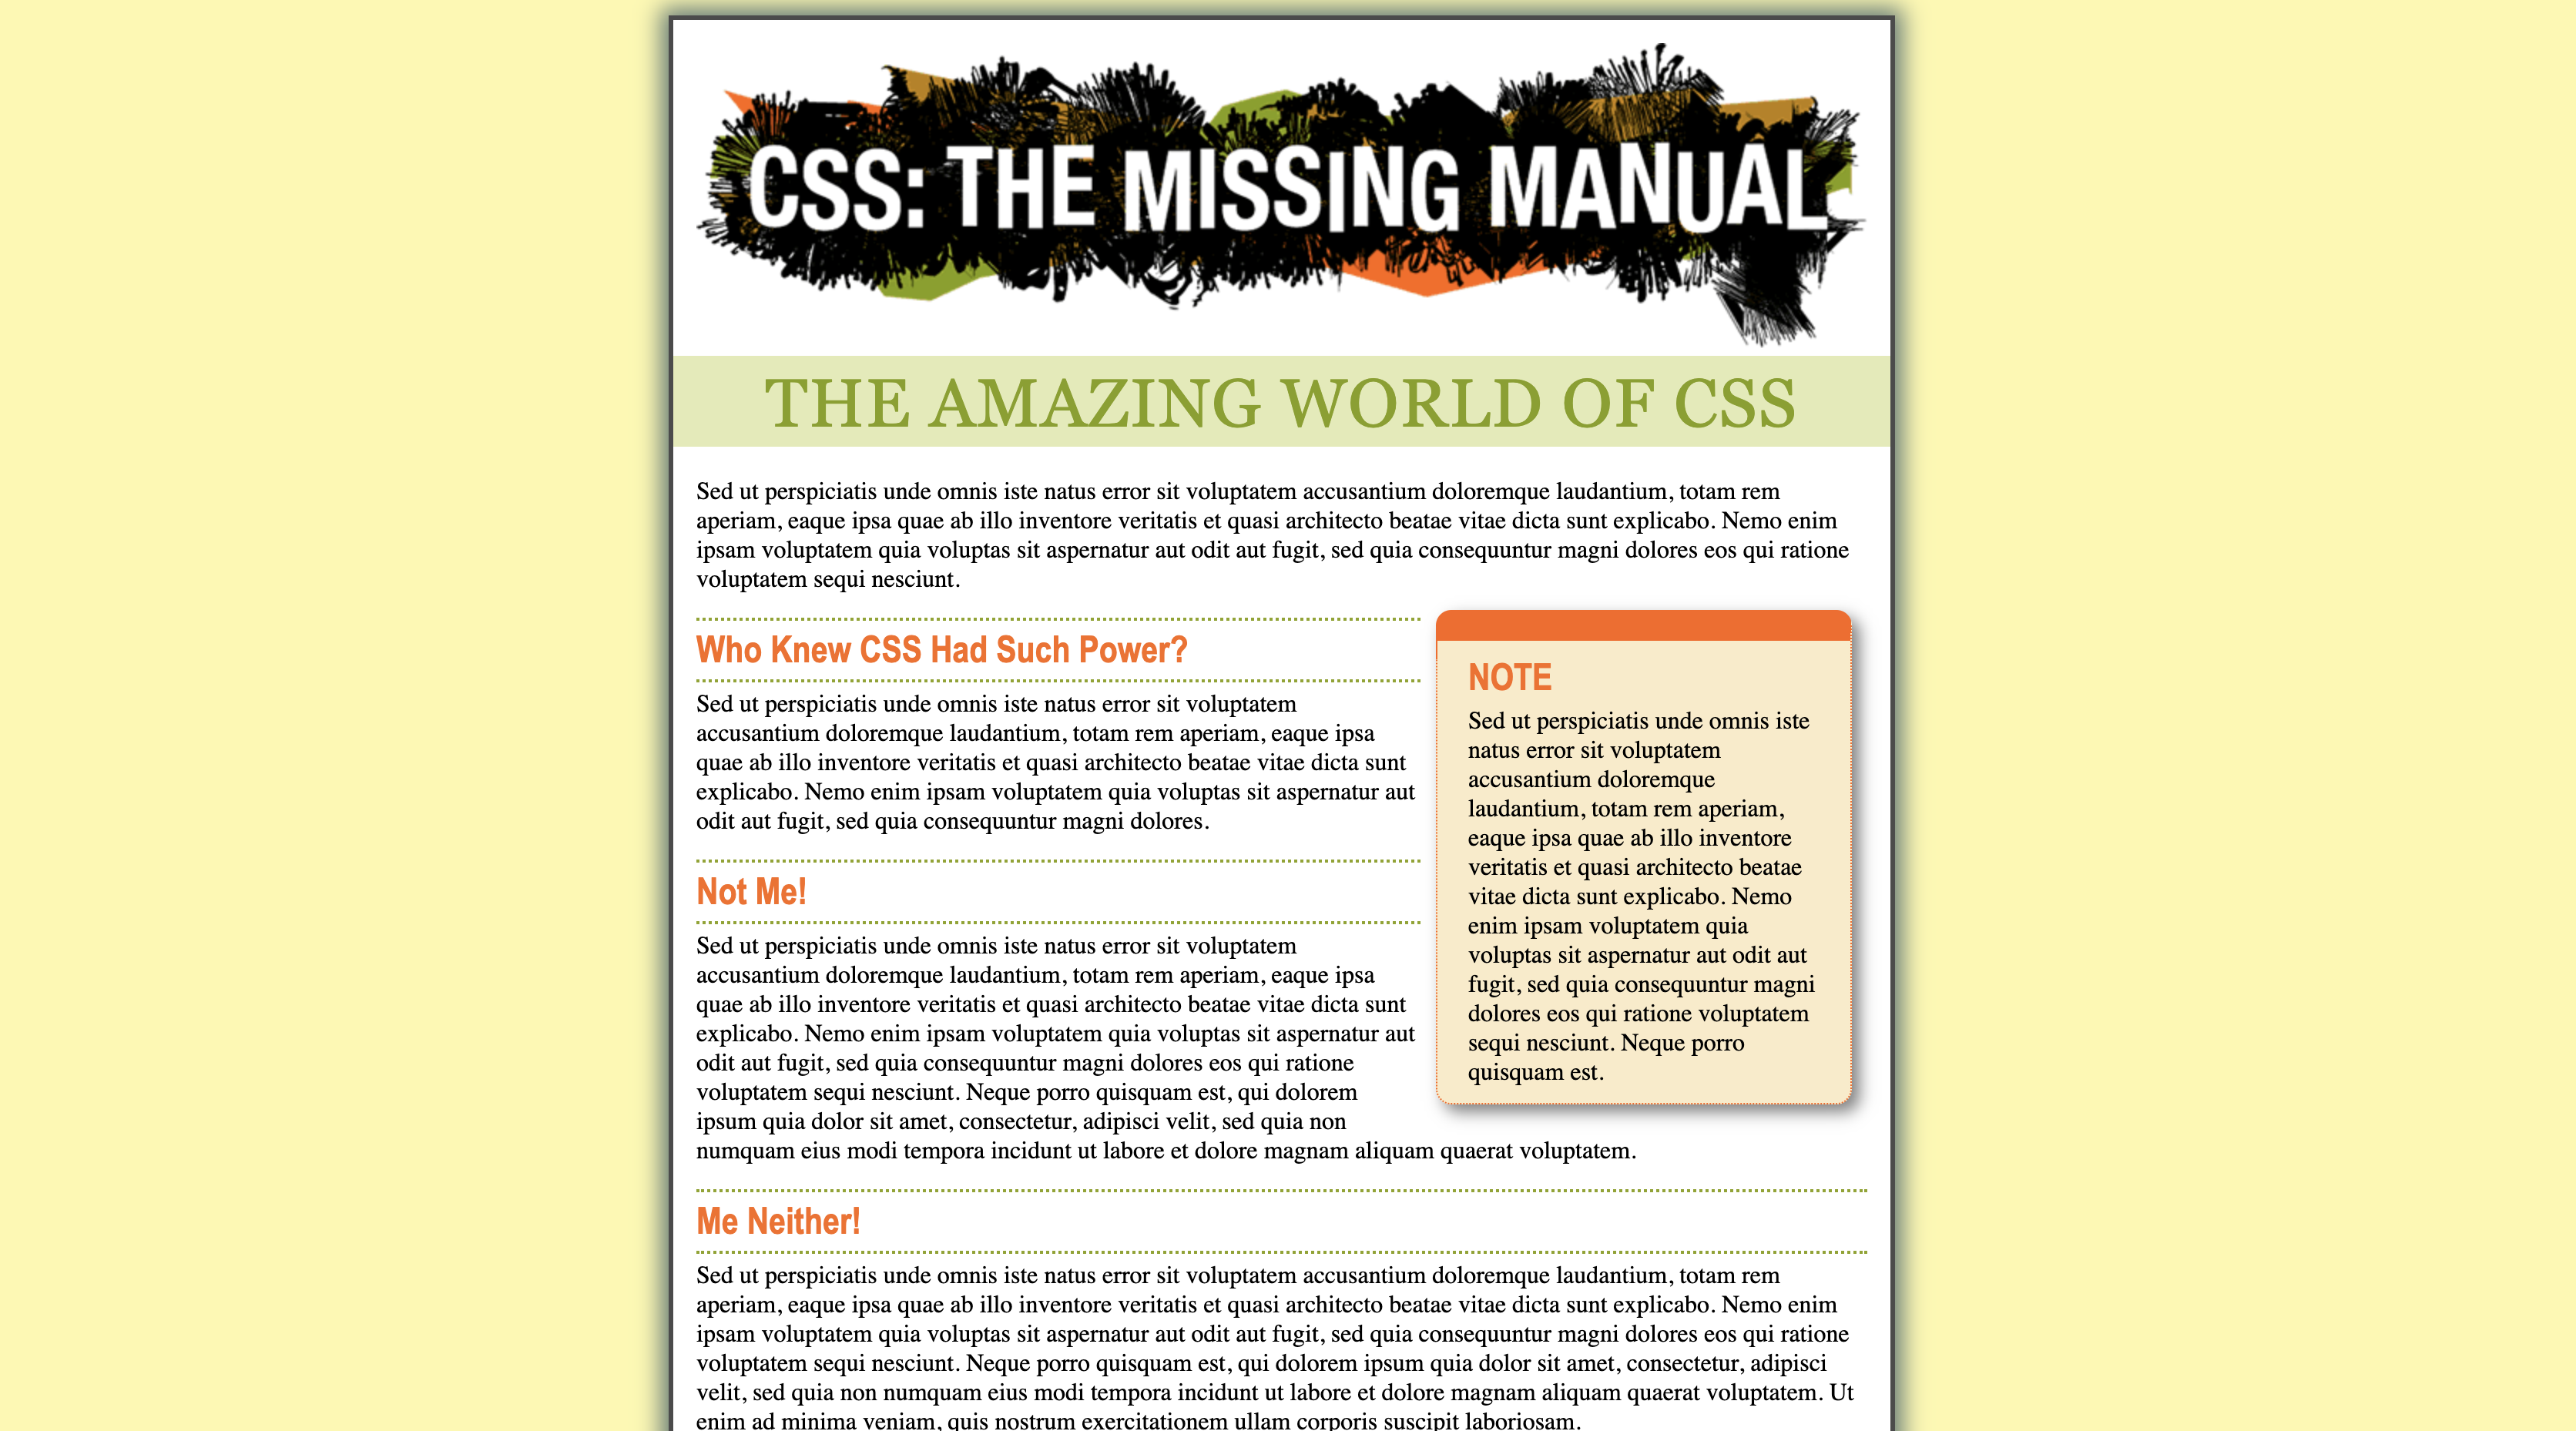 CSS: THE MISSING MANUAL
THE AMAZING WORLD OF CSS
Sed ut perspiciatis unde omnis iste natus error sit voluptatem accusantium doloremque laudantium, totam rem
aperiam, eaque ipsa quae ab illo inventore veritatis et quasi architecto beatae vitae dicta sunt explicabo. Nemo enim
ipsam voluptatem quia voluptas sit aspernatur aut odit aut fugit, sed quia consequuntur magni dolores eos qui ratione
voluptatem sequi nesciunt.
Who Knew CSS Had Such Power?
Sed ut perspiciatis unde omnis iste natus error sit voluptatem
accusantium doloremque laudantium, totam rem aperiam, eaque ipsa
quae ab illo inventore veritatis et quasi architecto beatae vitae dicta sunt
explicabo. Nemo enim ipsam voluptatem quia voluptas sit aspernatur aut
odit aut fugit, sed quia consequuntur magni dolores.
Not Me!
Sed ut perspiciatis unde omnis iste natus error sit voluptatem
accusantium doloremque laudantium, totam rem aperiam, eaque ipsa
quae ab illo inventore veritatis et quasi architecto beatae vitae dicta sunt
explicabo. Nemo enim ipsam voluptatem quia voluptas sit aspernatur aut
odit aut fugit, sed quia consequuntur magni dolores eos qui ratione
voluptatem sequi nesciunt. Neque porro quisquam est, qui dolorem
ipsum quia dolor sit amet, consectetur, adipisci velit, sed quia non
numquam eius modi tempora incidunt ut labore et dolore magnam aliquam quaerat voluptatem.
NOTE
Sed ut perspiciatis unde omnis iste
natus error sit voluptatem
accusantium doloremque
laudantium, totam rem aperiam,
eaque ipsa quae ab illo inventore
veritatis et quasi architecto beatae
vitae dicta sunt explicabo. Nemo
enim ipsam voluptatem quia
voluptas sit aspernatur aut odit aut
fugit, sed quia consequuntur magni
dolores eos qui ratione voluptatem
sequi nesciunt. Neque porro
quisquam est.
Me Neither!
Sed ut perspiciatis unde omnis iste natus error sit voluptatem accusantium doloremque laudantium, totam rem
aperiam, eaque ipsa quae ab illo inventore veritatis et quasi architecto beatae vitae dicta sunt explicabo. Nemo enim
ipsam voluptatem quia voluptas sit aspernatur aut odit aut fugit, sed quia consequuntur magni dolores eos qui ratione
voluptatem sequi nesciunt. Neque porro quisquam est, qui dolorem ipsum quia dolor sit amet, consectetur, adipisci
velit, sed quia non numquam eius modi tempora incidunt ut labore et dolore magnam aliquam quaerat voluptatem. Ut
enim ad minima veniam, quis nostrum exercitationem ullam corporis suscipit laboriosam.